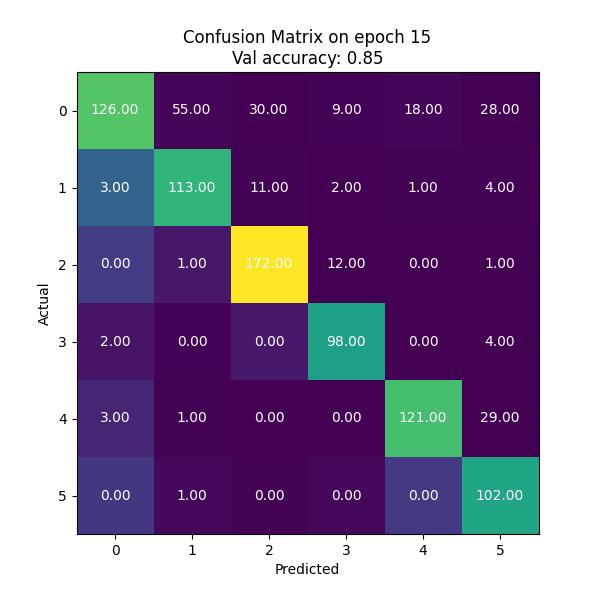 Confusion Matrix on epoch 15
Val accuracy: 0.85
0 126.00 55.00 30.00 9.00 18.00 28.00
1 3.00 113.00 11.00 2.00 1.00 4.00
2 0.00 1.00 172.00 12.00 0.00 1.00
Actual
3 2.00 0.00 0.00 98.00 0.00 4.00
4 3.00 1.00 0.00 0.00 121.00 29.00
5 0.00 1.00 0.00 0.00 0.00 102.00
0 1 2 3 4 5
Predicted